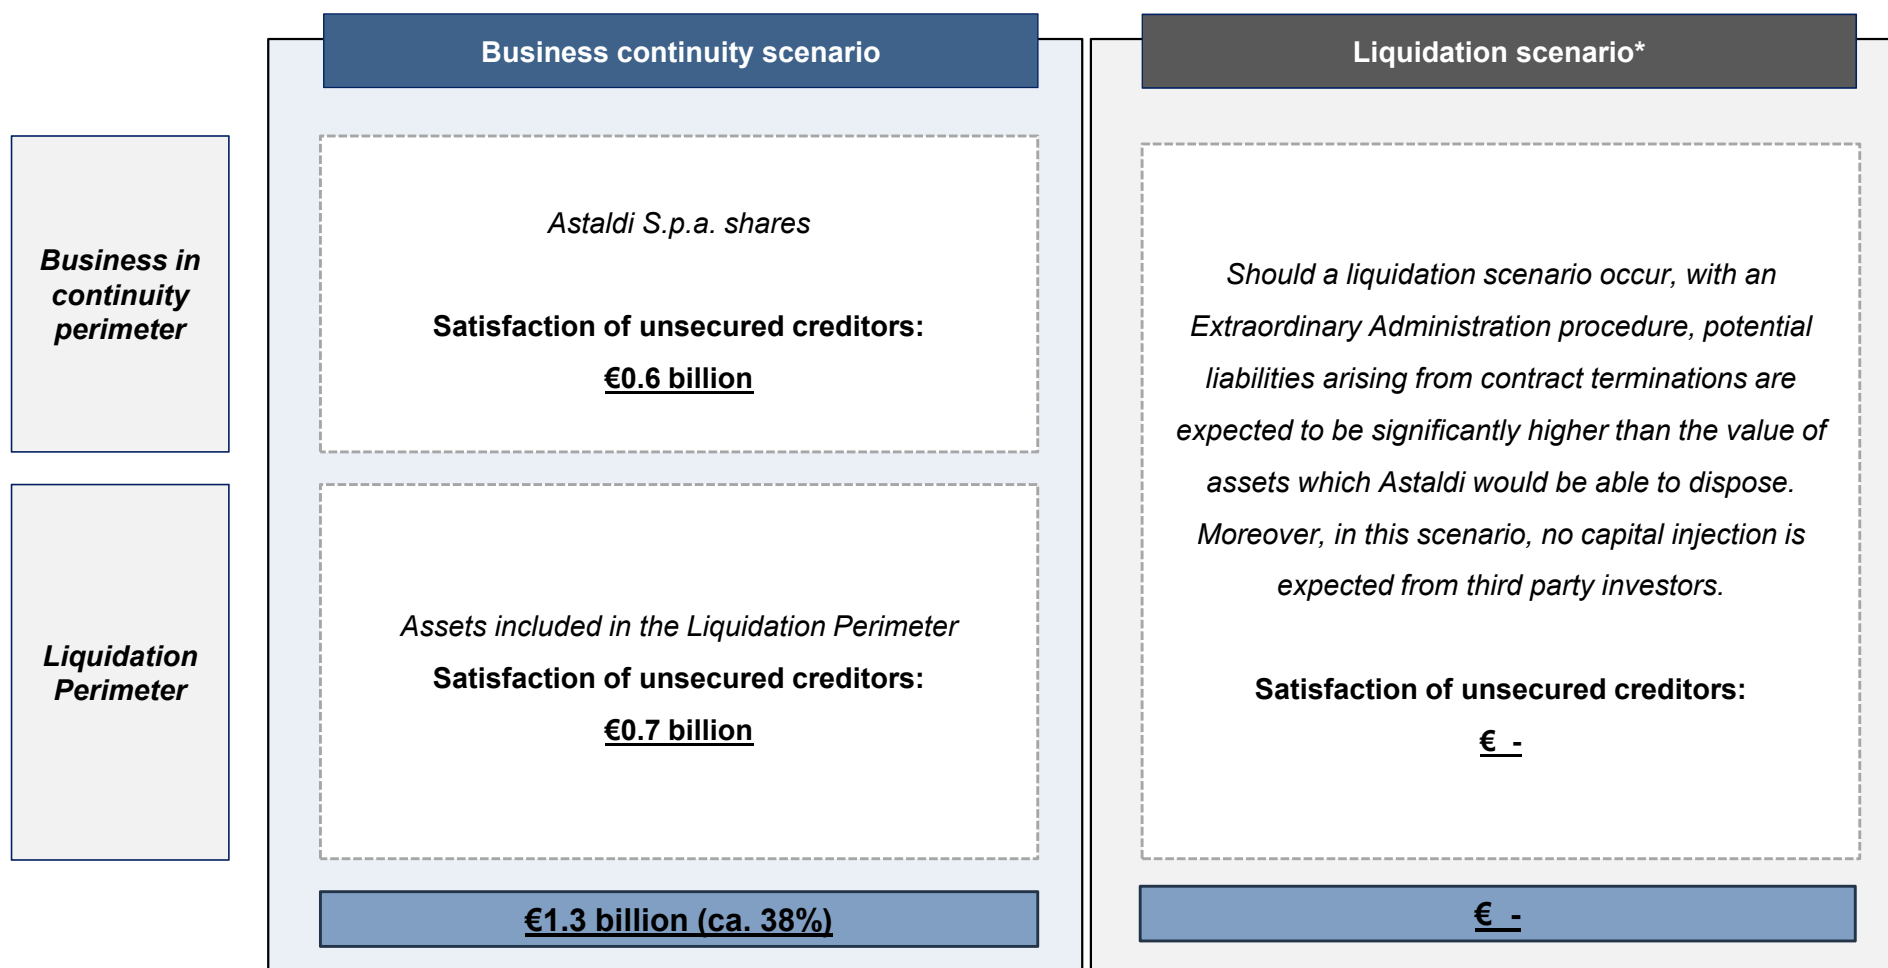 Business continuity scenario
Liquidation scenario*
Business in
continuity
perimeter
Astaldi S.p.a. shares
Satisfaction of unsecured creditors:
€0.6 billion
Liquidation
Perimeter
Assets included in the Liquidation Perimeter
Satisfaction of unsecured creditors:
€0.7 billion
€1.3 billion (ca. 38%)
Should a liquidation scenario occur, with an
Extraordinary Administration procedure, potential
liabilities arising from contract terminations are
expected to be significantly higher than the value of
assets which Astaldi would be able to dispose.
Moreover, in this scenario, no capital injection is
expected from third party investors.
Satisfaction of unsecured creditors:
€ -
€ -